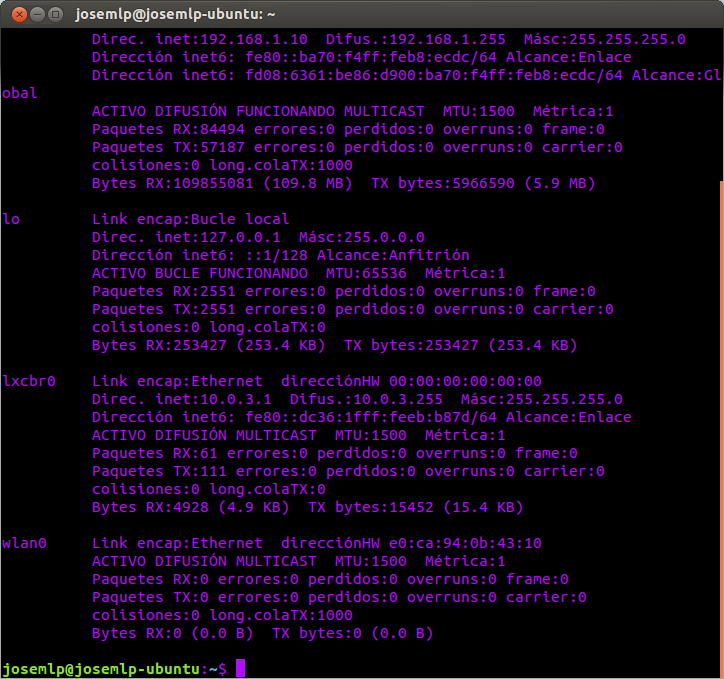 josemlp@josemlp-ubuntu: ~
Direc. inet:192.168.1.10  Difus.:192.168.1.255  Másc:255.255.255.0
Dirección inet6: fe80::ba70:f4ff:feb8:ecdc/64 Alcance:Enlace
Dirección inet6: fd08:6361:be86:d900:ba70:f4ff:feb8:ecdc/64 Alcance:Gl
obal
ACTIVO DIFUSIÓN FUNCIONANDO MULTICAST  MTU:1500  Métrica:1
Paquetes RX:84494 errores:0 perdidos:0 overruns:0 frame:0
Paquetes TX:57187 errores:0 perdidos:0 overruns:0 carrier:0
colisiones:0 long.colaTX:1000
Bytes RX:109855081 (109.8 MB)  TX bytes:5966590 (5.9 MB)
lo        Link encap:Bucle local
Direc. inet:127.0.0.1  Másc:255.0.0.0
Dirección inet6: ::1/128 Alcance:Anfitrión
ACTIVO BUCLE FUNCIONANDO  MTU:65536  Métrica:1
Paquetes RX:2551 errores:0 perdidos:0 overruns:0 frame:0
Paquetes TX:2551 errores:0 perdidos:0 overruns:0 carrier:0
colisiones:0 long.colaTX:0
Bytes RX:253427 (253.4 KB)  TX bytes:253427 (253.4 KB)
lxcbr0    Link encap:Ethernet  direcciónHW 00:00:00:00:00:00
Direc. inet:10.0.3.1  Difus.:10.0.3.255  Másc:255.255.255.0
Dirección inet6: fe80::dc36:1fff:feeb:b87d/64 Alcance:Enlace
ACTIVO DIFUSIÓN MULTICAST  MTU:1500  Métrica:1
Paquetes RX:61 errores:0 perdidos:0 overruns:0 frame:0
Paquetes TX:111 errores:0 perdidos:0 overruns:0 carrier:0
colisiones:0 long.colaTX:0
Bytes RX:4928 (4.9 KB)  TX bytes:15452 (15.4 KB)
wlan0     Link encap:Ethernet  direcciónHW e0:ca:94:0b:43:10
ACTIVO DIFUSIÓN MULTICAST  MTU:1500  Métrica:1
Paquetes RX:0 errores:0 perdidos:0 overruns:0 frame:0
Paquetes TX:0 errores:0 perdidos:0 overruns:0 carrier:0
colisiones:0 long.colaTX:1000
Bytes RX:0 (0.0 B)  TX bytes:0 (0.0 B)
josemlp@josemlp-ubuntu:~$